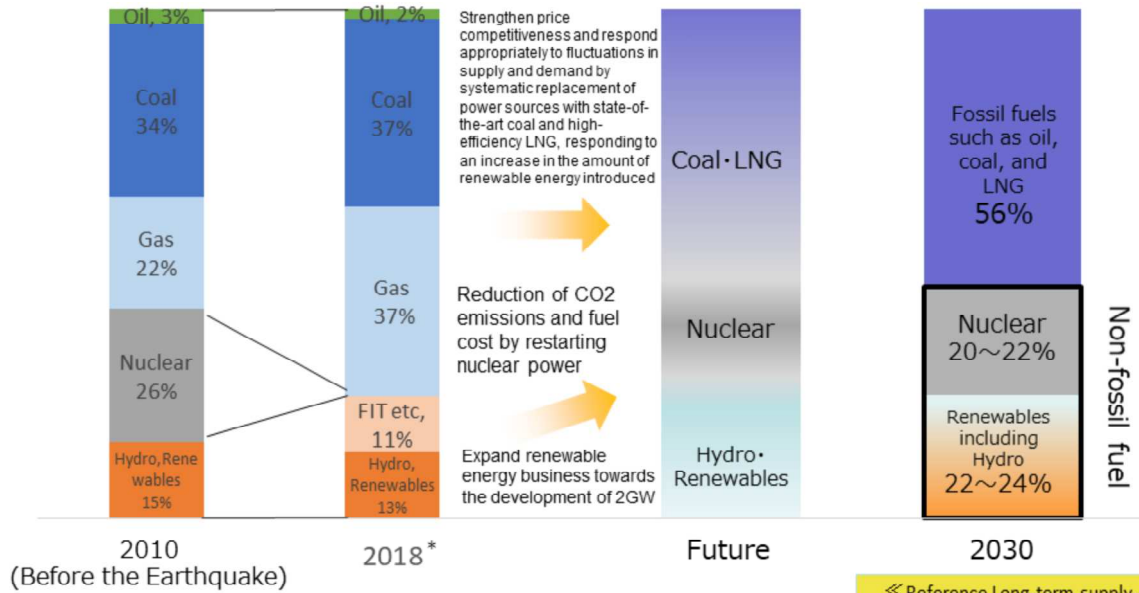 Oil, 3%
Coal
34%
Gas
22%
Nuclear
26%
Hydro,Rene
wables
15%
2010
(Before the Earthquake)
Oil, 2%
Coal
37%
Gas
37%
FIT etc,
11%
Hydro,
Renewables
13%
2018*
Strengthen price
competitiveness and respond
appropriately to fluctuations in
supply and demand by
systematic replacement of
power sources with state-of-
the-art coal and high-
efficiency LNG, responding to
an increase in the amount of
renewable energy introduced
Reduction of CO2
emissions and fuel
cost by restarting
nuclear power
Expand renewable
energy business towards
the development of 2GW
Coal・LNG
Nuclear
Hydro・
Renewables
Future
Fossil fuels
such as oil,
coal, and
LNG
56%
Nuclear
20～22%
Renewables
including
Hydro
22～24%
2030
Non-fossil fuel
≪Reference Long-term supply